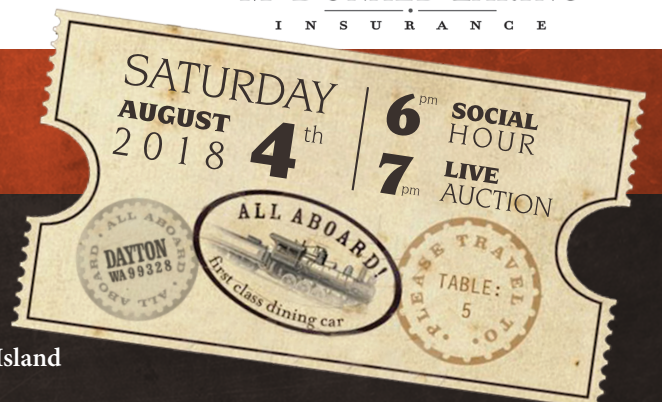 INSURANCE
SATURDAY
AUGUST 4th
2018
6pm SOCIAL
HOUR
7pm LIVE
AUCTION
ALL ABOARD · ALL ABOARD ·
DAYTON
WA 99328
ALL ABOARD!
first class dining car
PLEASE TRAVEL TO:
TABLE:
5
Island